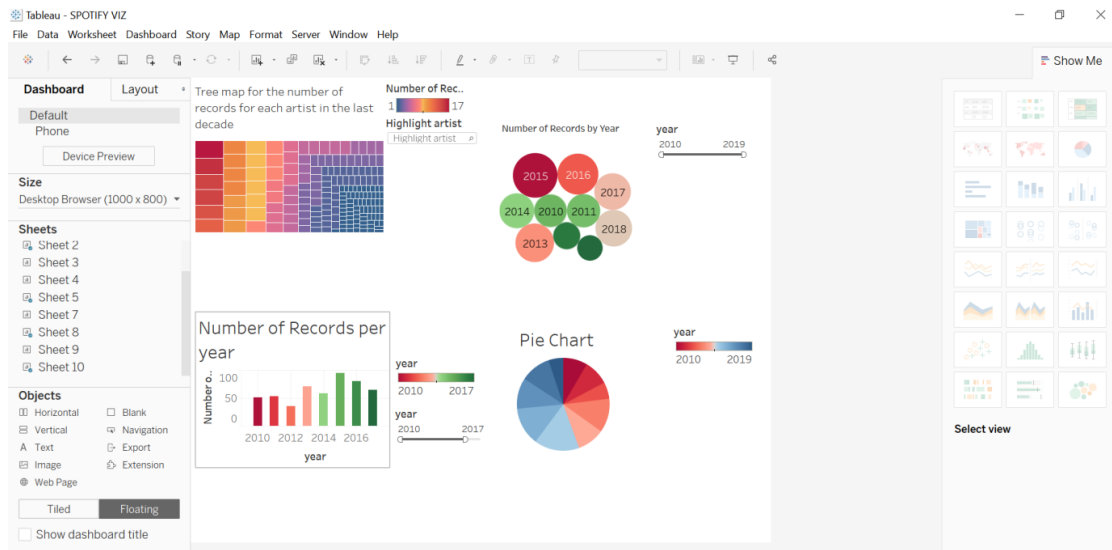 Tableau - SPOTIFY VIZ
File Data Worksheet Dashboard Story Map Format Server Window Help
Show Me
Dashboard Layout
Default
Phone
Device Preview
Size
Desktop Browser (1000 x 800)
Sheets
Sheet 2
Sheet 3
Sheet 4
Sheet 5
Sheet 7
Sheet 8
Sheet 9
Sheet 10
Objects
Horizontal Blank
Vertical Navigation
A Text Export
Image Extension
Web Page
Tiled Floating
Show dashboard title
Tree map for the number of
records for each artist in the last
decade
Number of Rec..
1 17
Highlight artist
Highlight artist
Number of Records by Year
2015
2016
2017
2014
2010
2011
2018
2013
year
2010 2019
Number of Records per
year
Number o..
100
50
0
2010 2012 2014 2016
year
year
2010 2017
year
2010 2017
Pie Chart
year
2010 2019
Select view